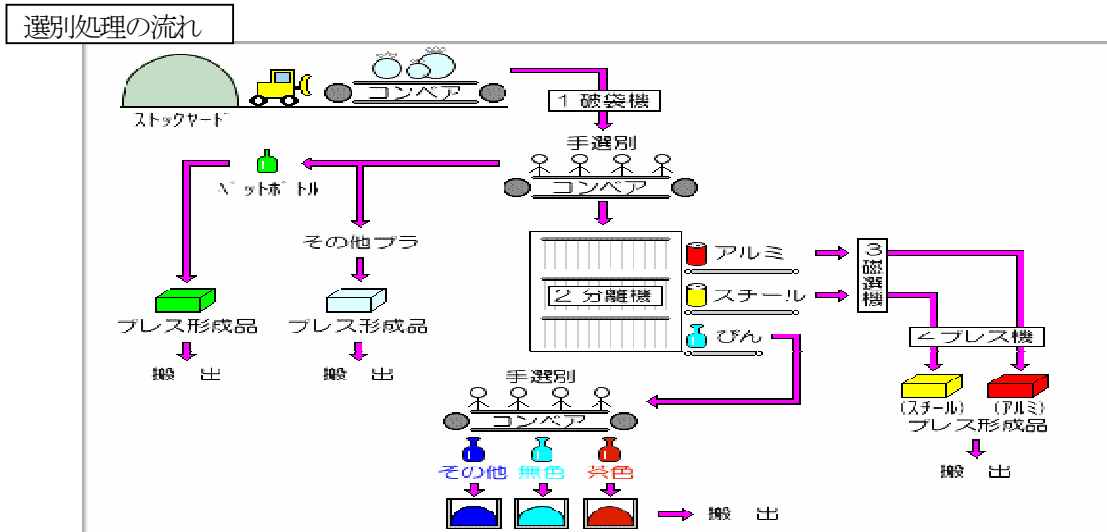 選別処理の流れ
コンベア
ストックヤード
1 破袋機
手選別
コンベア
ペットボトル
その他プラ
アルミ
3 磁選機
2 分離機
スチール
びん
プレス形成品
プレス形成品
搬 出
搬 出
4プレス機
(スチール)
(アルミ)
プレス形成品
搬 出
手選別
コンベア
その他
無色
茶色
搬 出